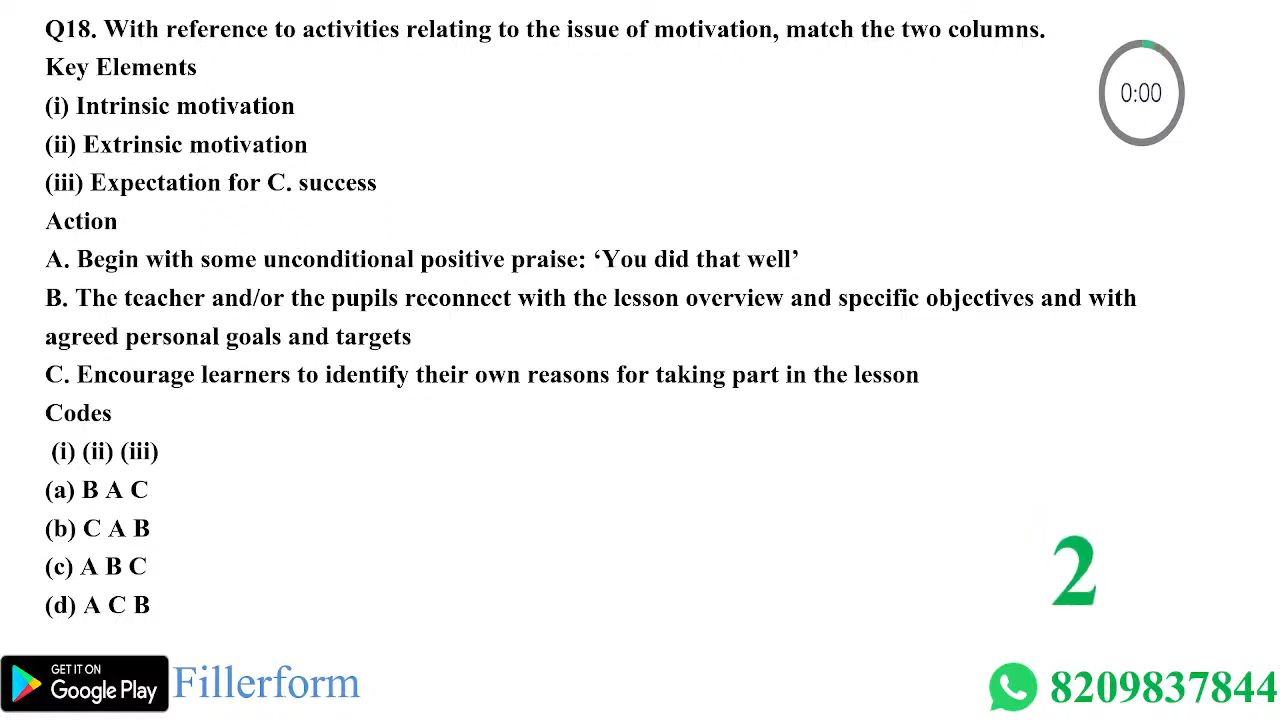 Q18. With reference to activities relating to the issue of motivation, match the two columns.
Key Elements
0:00
(i) Intrinsic motivation
(ii) Extrinsic motivation
(iii) Expectation for C. success
Action
A. Begin with some unconditional positive praise: ‘You did that well’
B. The teacher and/or the pupils reconnect with the lesson overview and specific objectives and with
agreed personal goals and targets
C. Encourage learners to identify their own reasons for taking part in the lesson
Codes
(i) (ii) (iii)
(a) B A C
(b) C A B
(c) A B C
(d) A C B
2
GET IT ON
Google Play
Fillerform
8209837844